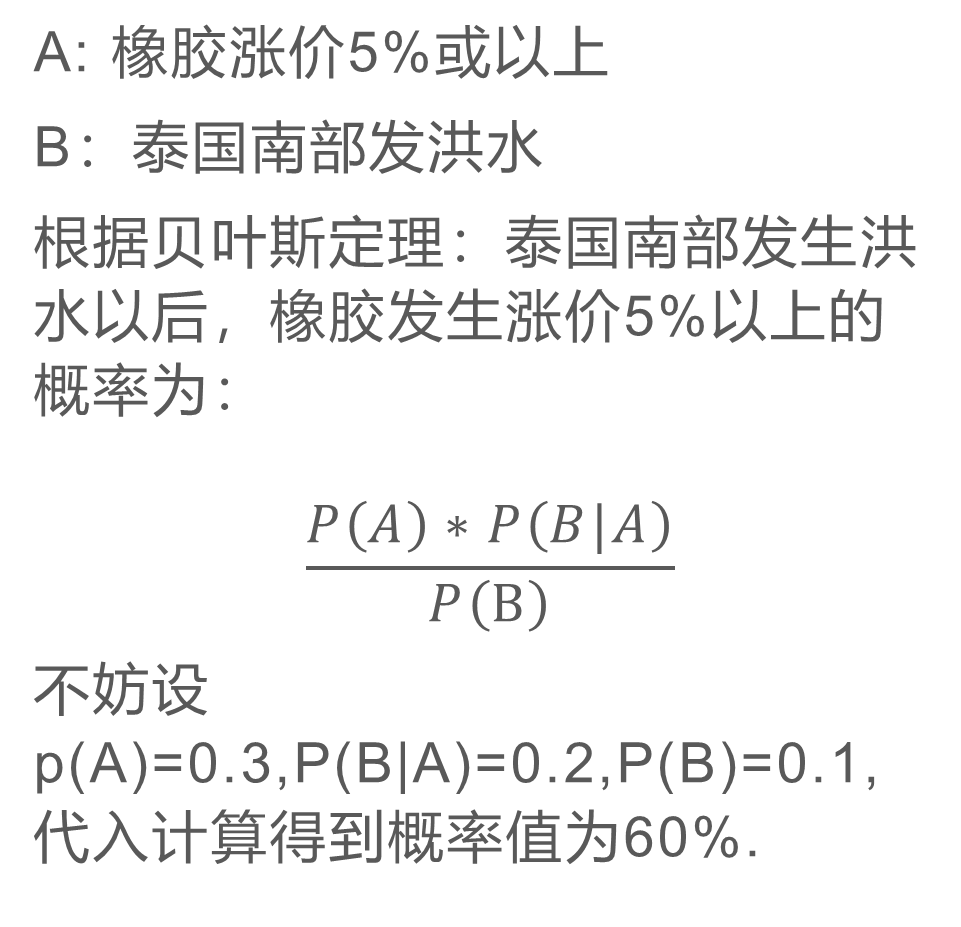 A: 橡胶涨价5%或以上
B：泰国南部发洪水
根据贝叶斯定理：泰国南部发生洪
水以后，橡胶发生涨价5%以上的
概率为：
P(A) * P(B|A)
P(B)
不妨设
p(A)=0.3,P(B|A)=0.2,P(B)=0.1,
代入计算得到概率值为60%.